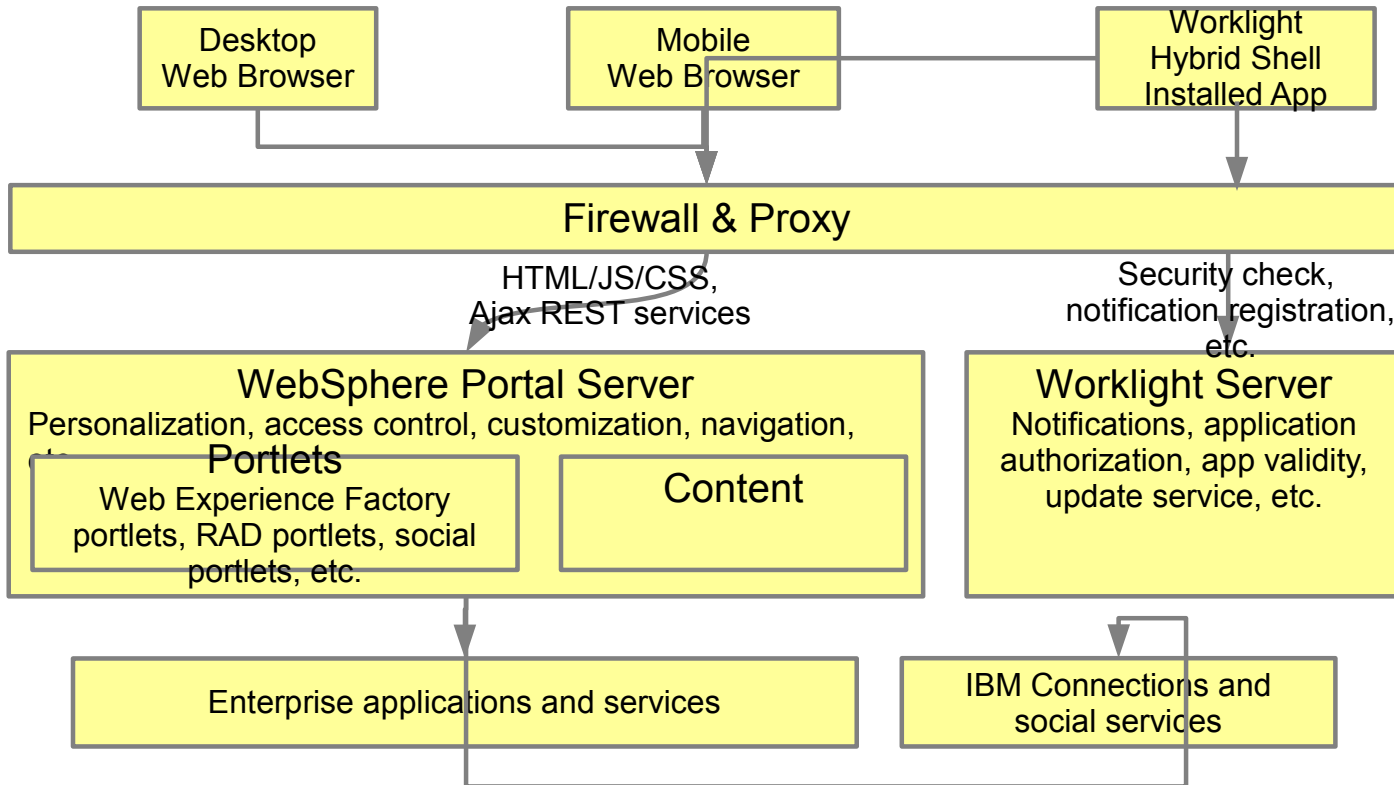 Desktop
Web Browser
Mobile
Web Browser
Worklight
Hybrid Shell
Installed App
Firewall & Proxy
HTML/JS/CSS,
Ajax REST services
Security check,
notification registration,
etc.
WebSphere Portal Server
Personalization, access control, customization, navigation,
etc.
Portlets
Web Experience Factory
portlets, RAD portlets, social
portlets, etc.
Content
Worklight Server
Notifications, application
authorization, app validity,
update service, etc.
Enterprise applications and services
IBM Connections and
social services